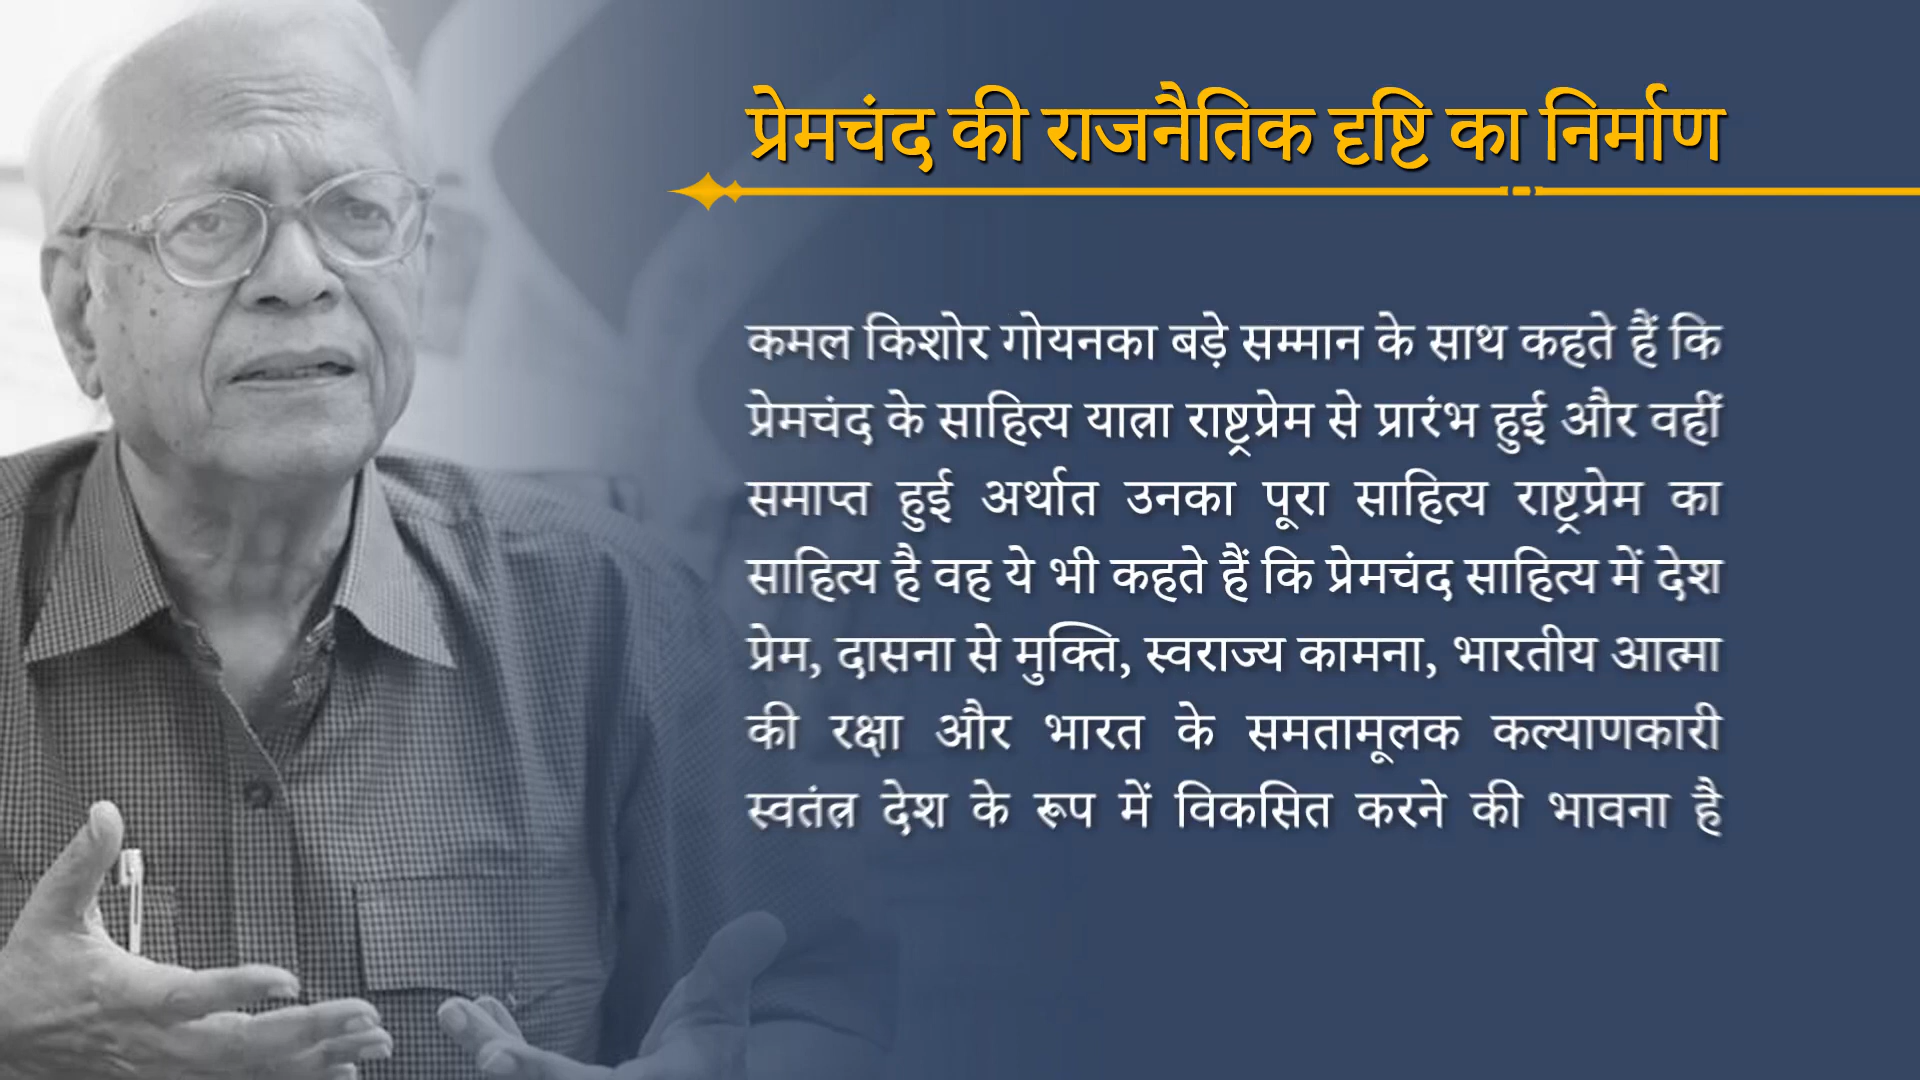 प्रेमचंद की राजनैतिक दृष्टि का निर्माण
कमल किशोर गोयनका बड़े सम्मान के साथ कहते हैं कि
प्रेमचंद के साहित्य यात्रा राष्ट्रप्रेम से प्रारंभ हुई और वहीं
समाप्त हुई अर्थात उनका पूरा साहित्य राष्ट्रप्रेम का
साहित्य है वह ये भी कहते हैं कि प्रेमचंद साहित्य में देश
प्रेम, दासना से मुक्ति, स्वराज्य कामना, भारतीय आत्मा
की रक्षा और भारत के समतामूलक कल्याणकारी
स्वतंत्र देश के रूप में विकसित करने की भावना है